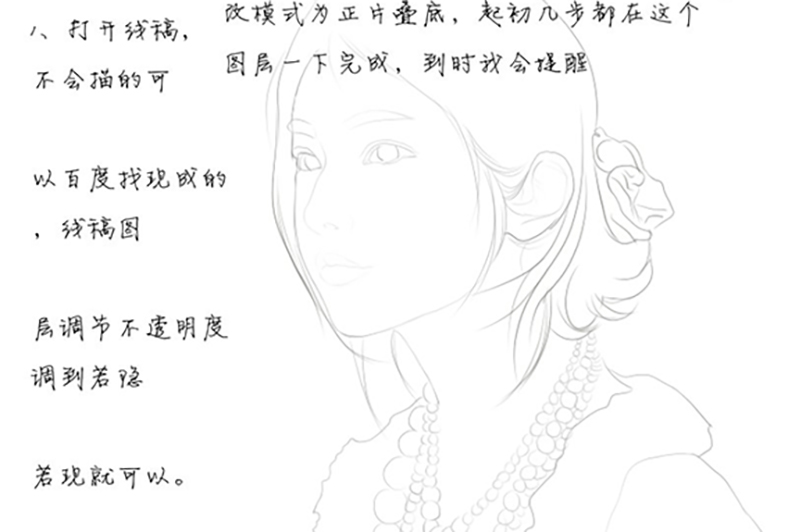 八、打开线稿，
不会描的可
以百度找现成的
，线稿图
层调节不透明度
调到若隐
若现就可以。
改模式为正片叠底，起初几步都在这个
图层一下完成，到时我会提醒